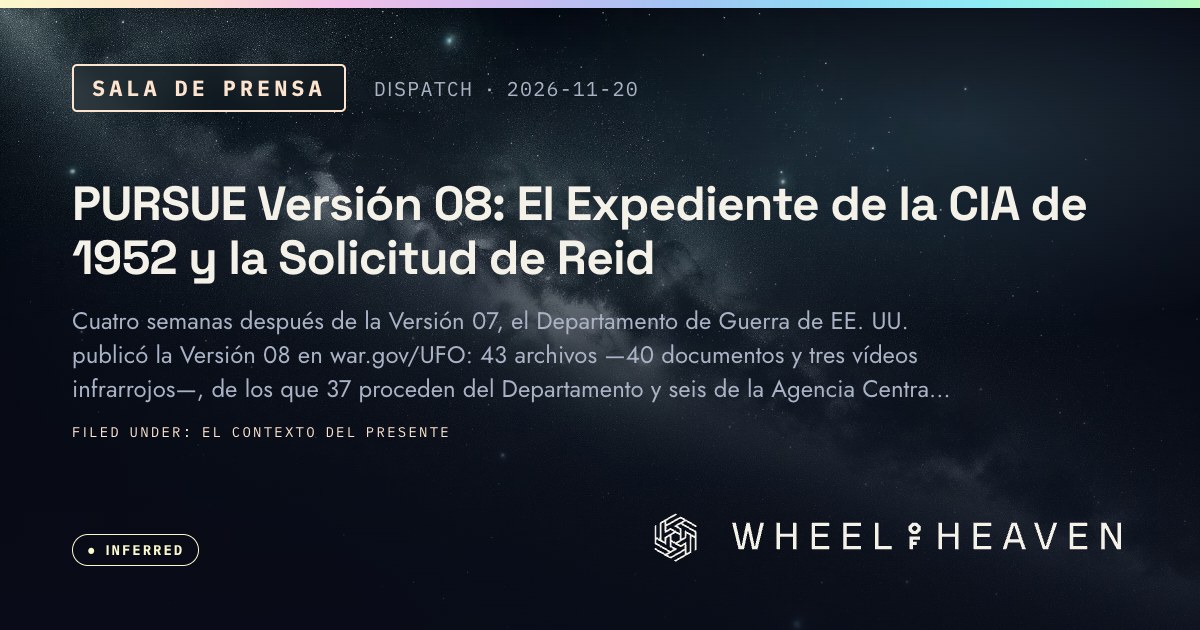 SALA DE PRENSA
DISPATCH · 2026-11-20
PURSUE Versión 08: El Expediente de la CIA de
1952 y la Solicitud de Reid
Cuatro semanas después de la Versión 07, el Departamento de Guerra de EE. UU.
publicó la Versión 08 en war.gov/UFO: 43 archivos —40 documentos y tres vídeos
infrarrojos—, de los que 37 proceden del Departamento y seis de la Agencia Centra…
FILED UNDER: EL CONTEXTO DEL PRESENTE
• INFERRED
WHEEL OF HEAVEN